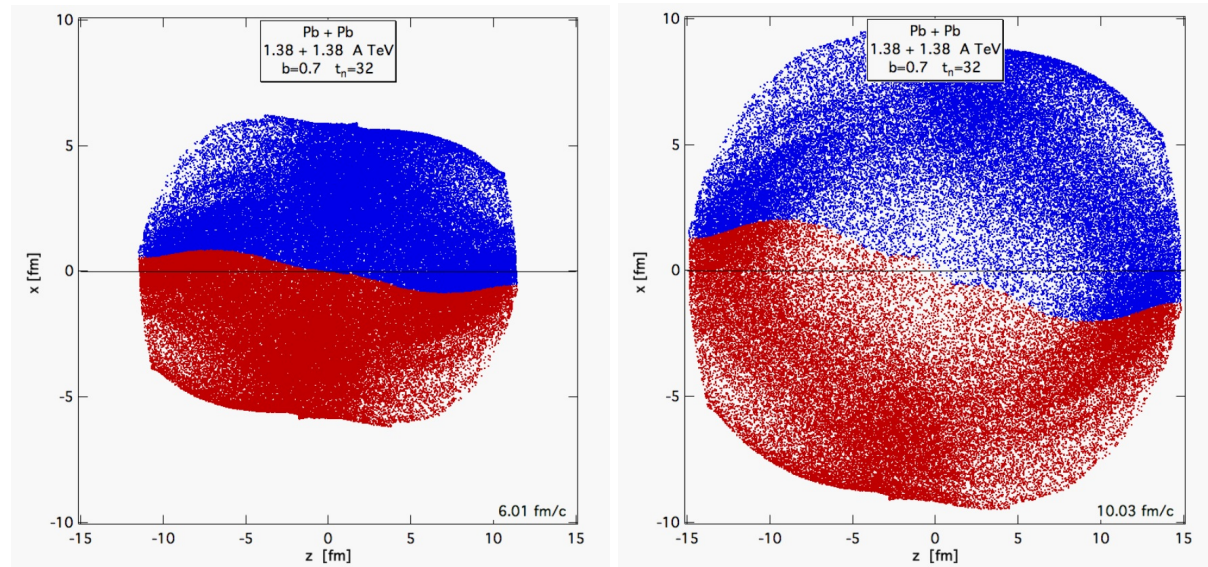 10
5
0
-5
-10
x [fm]
Pb + Pb
1.38 + 1.38 A TeV
b=0.7 tₙ=32
6.01 fm/c
-15
-10
-5
0
5
10
15
z [fm]
10
5
0
-5
-10
x [fm]
Pb + Pb
1.38 + 1.38 A TeV
b=0.7 tₙ=32
10.03 fm/c
-15
-10
-5
0
5
10
15
z [fm]